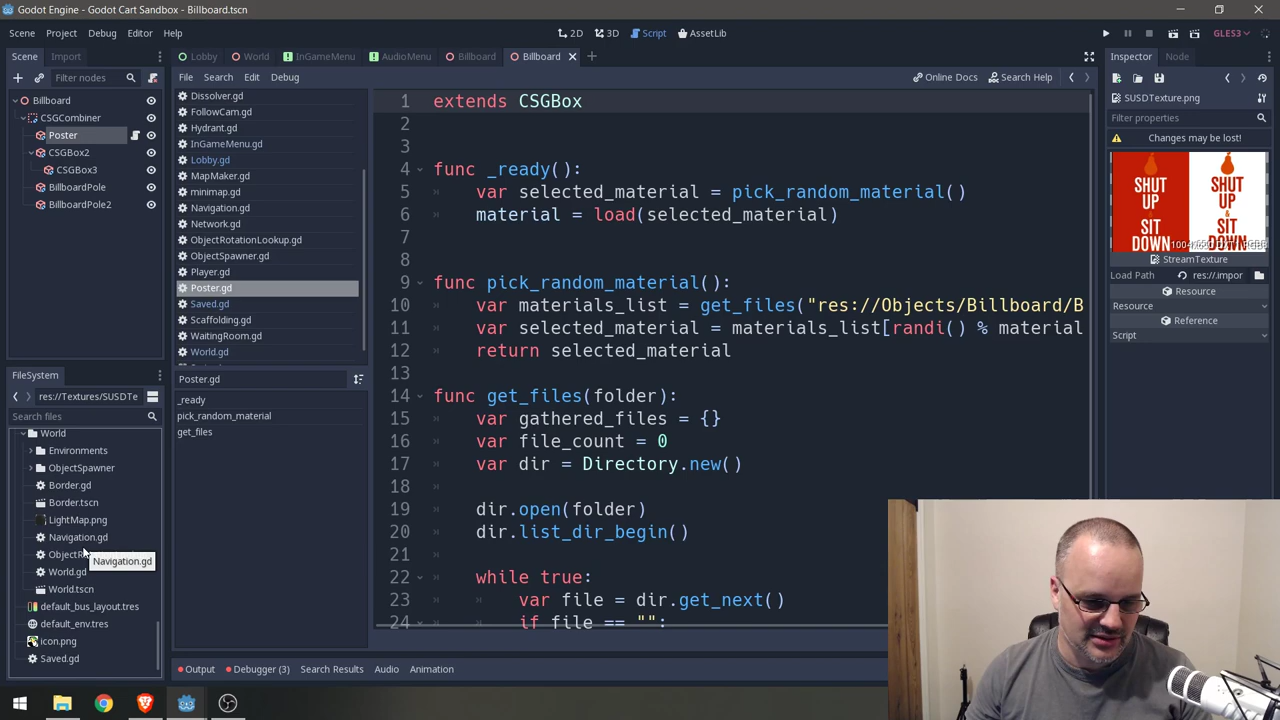 Godot Engine - Godot Cart Sandbox - Billboard.tscn
Scene Project Debug Editor Help
2D 3D Script AssetLib
GLES3
Scene Import
Lobby World InGameMenu AudioMenu Billboard Billboard
Inspector Node
Filter nodes
File Search Edit Debug
Online Docs Search Help
Billboard
CSGCombiner
Poster
CSGBox2
CSGBox3
BillboardPole
BillboardPole2
Dissolver.gd
FollowCam.gd
Hydrant.gd
InGameMenu.gd
Lobby.gd
MapMaker.gd
minimap.gd
Navigation.gd
Network.gd
ObjectRotationLookup.gd
ObjectSpawner.gd
Player.gd
Poster.gd
Saved.gd
Scaffolding.gd
WaitingRoom.gd
World.gd
Poster.gd
_ready
pick_random_material
get_files
1 extends CSGBox
2
3
4 func _ready():
5 var selected_material = pick_random_material()
6 material = load(selected_material)
7
8
9 func pick_random_material():
10 var materials_list = get_files("res://Objects/Billboard/B
11 var selected_material = materials_list[randi() % material
12 return selected_material
13
14 func get_files(folder):
15 var gathered_files = {}
16 var file_count = 0
17 var dir = Directory.new()
18
19 dir.open(folder)
20 dir.list_dir_begin()
21
22 while true:
23 var file = dir.get_next()
24 if file == "":
SUSDTexture.png
Filter properties
Changes may be lost!
SHUT
UP
&
SIT
DOWN
SHUT
UP
&
SIT
DOWN
StreamTexture
Load Path res://.impor
Resource
Resource
Reference
Script
FileSystem
res://Textures/SUSDTe
Search files
World
Environments
ObjectSpawner
Border.gd
Border.tscn
LightMap.png
Navigation.gd
ObjectR
Navigation.gd
World.gd
World.tscn
default_bus_layout.tres
default_env.tres
icon.png
Saved.gd
Output Debugger (3) Search Results Audio Animation